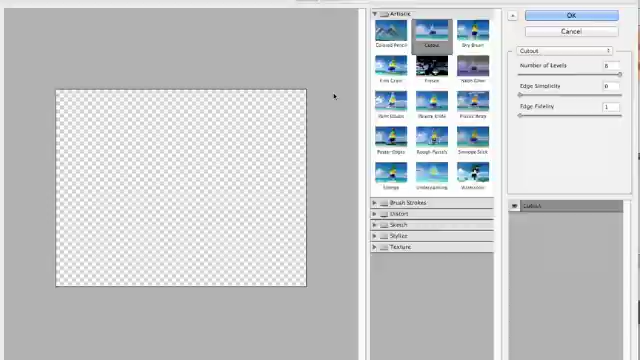 Artistic
Colored Pencil
Cutout
Dry Brush
Film Grain
Fresco
Neon Glow
Paint Daubs
Palette Knife
Plastic Wrap
Poster Edges
Rough Pastels
Smudge Stick
Sponge
Underpainting
Watercolor
Brush Strokes
Distort
Sketch
Stylize
Texture
OK
Cancel
Cutout
Number of Levels 8
Edge Simplicity 0
Edge Fidelity 1
Cutout